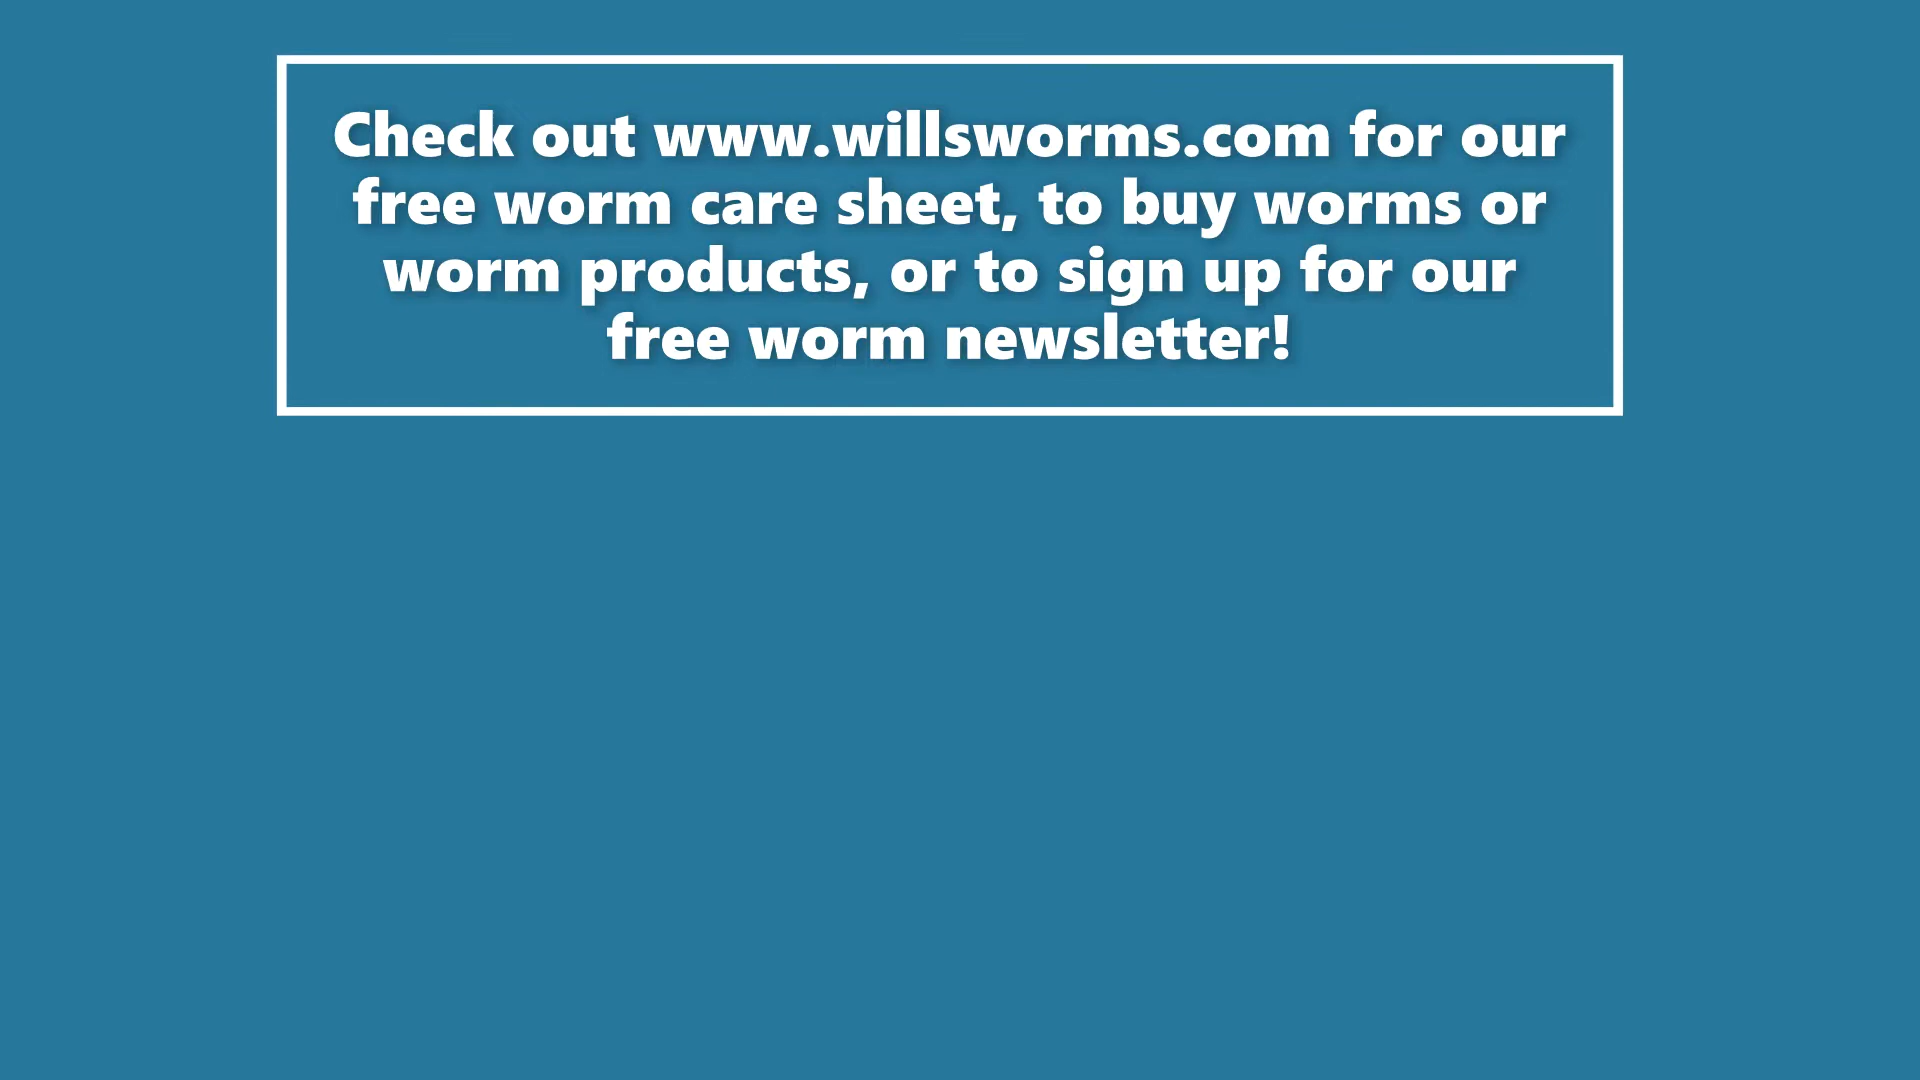 Check out www.willsworms.com for our
free worm care sheet, to buy worms or
worm products, or to sign up for our
free worm newsletter!